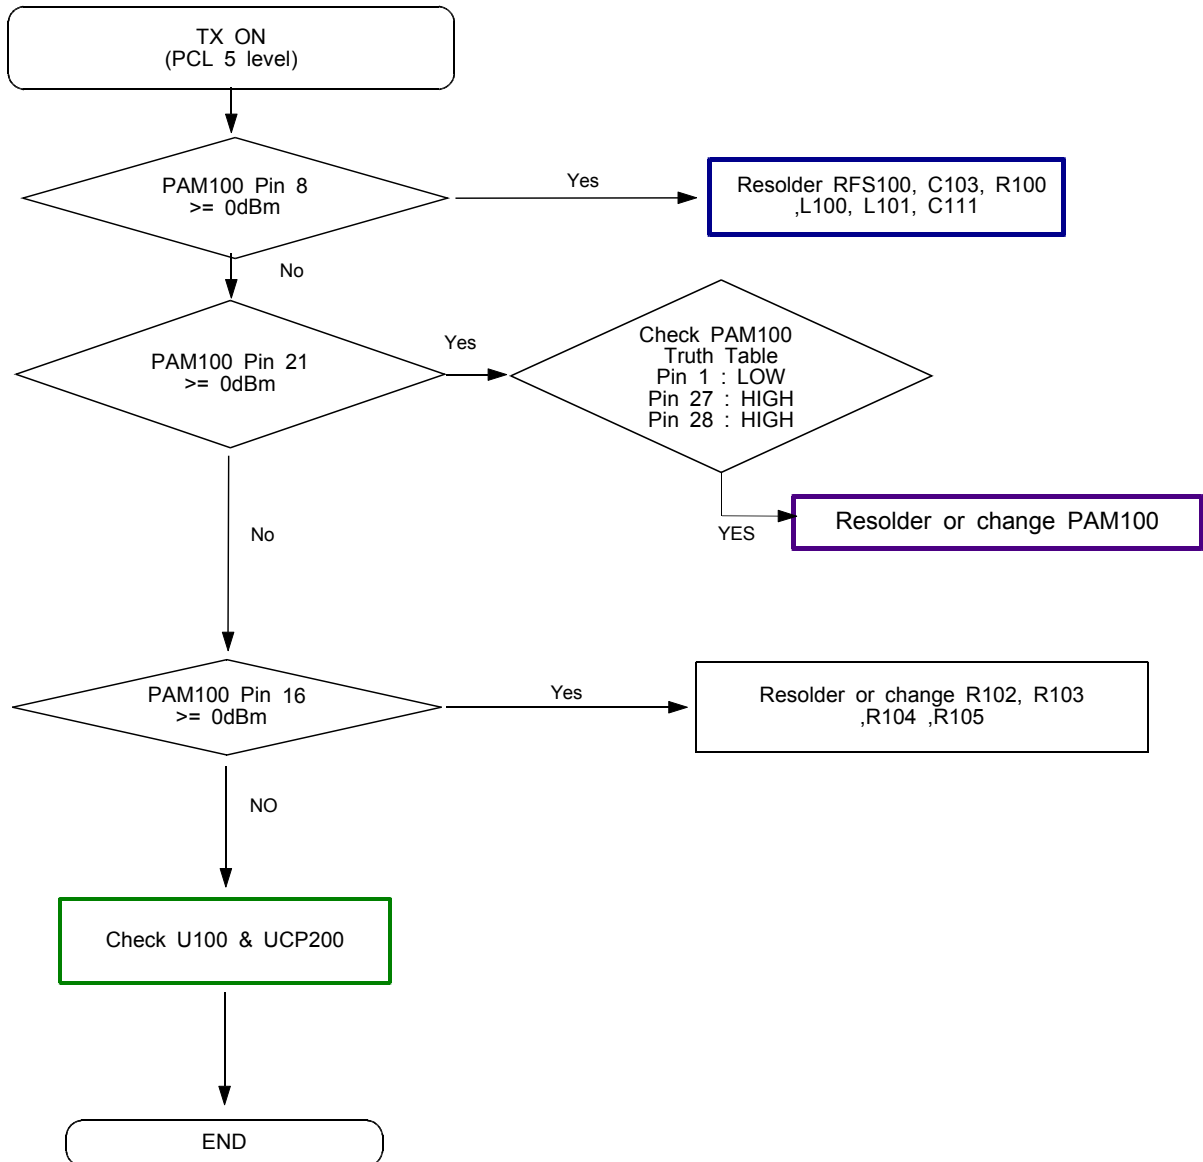 TX ON
(PCL 5 level)
PAM100 Pin 8
>= 0dBm
Yes
Resolder RFS100, C103, R100
,L100, L101, C111
No
PAM100 Pin 21
>= 0dBm
Yes
Check PAM100
Truth Table
Pin 1 : LOW
Pin 27 : HIGH
Pin 28 : HIGH
YES
Resolder or change PAM100
No
PAM100 Pin 16
>= 0dBm
Yes
Resolder or change R102, R103
,R104 ,R105
NO
Check U100 & UCP200
END